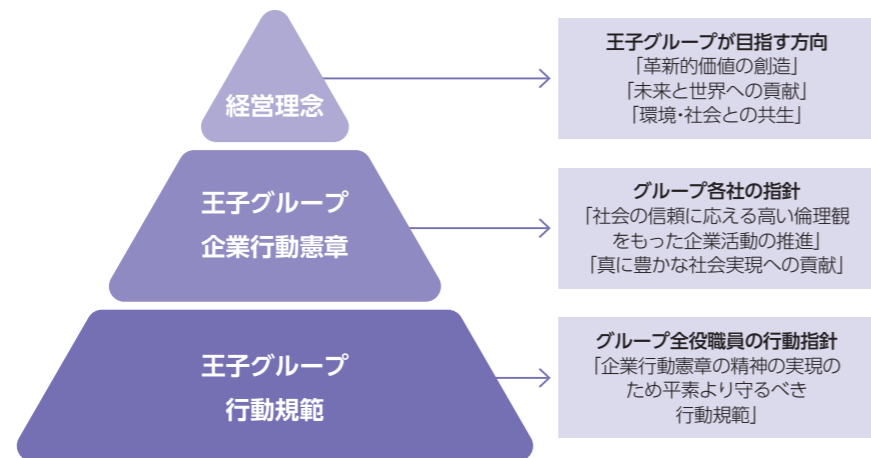 経営理念
王子グループが目指す方向
「革新的価値の創造」
「未来と世界への貢献」
「環境・社会との共生」
王子グループ
企業行動憲章
グループ各社の指針
「社会の信頼に応える高い倫理観
をもった企業活動の推進」
「真に豊かな社会実現への貢献」
王子グループ
行動規範
グループ全役職員の行動指針
「企業行動憲章の精神の実現の
ため平素より守るべき
行動規範」